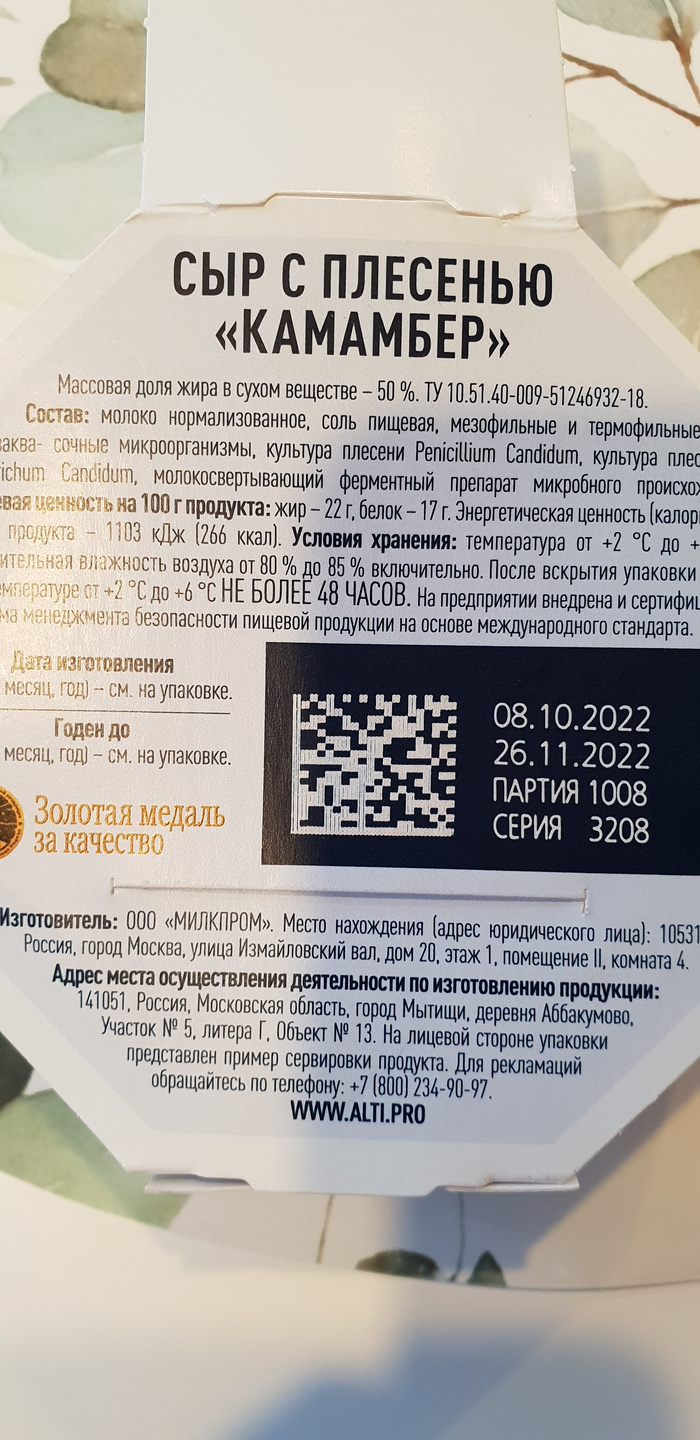 СЫР С ПЛЕСЕНЬЮ
«КАМАМБЕР»
Массовая доля жира в сухом веществе – 50 %. ТУ 10.51.40-009-51246932-18.
Состав: молоко нормализованное, соль пищевая, мезофильные и термофильные
сочные микроорганизмы, культура плесени Penicillium Candidum, культура
Candidum, молокосвертывающий ферментный препарат микробного
ценность на 100 г продукта: жир – 22 г, белок – 17 г. Энергетическая ценность
продукта – 1103 кДж (266 ккал). Условия хранения: температура от +2 °C до
влажность воздуха от 80 % до 85 % включительно. После вскрытия упаковки
от +2 °C до +6 °C НЕ БОЛЕЕ 48 ЧАСОВ. На предприятии внедрена и
менеджмента безопасности пищевой продукции на основе международного стандарта.
Дата изготовления
месяц, год) – см. на упаковке.
Годен до
месяц, год) – см. на упаковке.
Золотая медаль
за качество
08.10.2022
26.11.2022
ПАРТИЯ 1008
СЕРИЯ 3208
Изготовитель: ООО «МИЛКПРОМ». Место нахождения (адрес юридического лица):
Россия, город Москва, улица Измайловский вал, дом 20, этаж 1, помещение II, комната 4.
Адрес места осуществления деятельности по изготовлению продукции:
141051, Россия, Московская область, город Мытищи, деревня Аббакумово,
Участок № 5, литера Г, Объект № 13. На лицевой стороне упаковки
представлен пример сервировки продукта. Для рекламаций
обращайтесь по телефону: +7 (800) 234-90-97.
WWW.ALTI.PRO